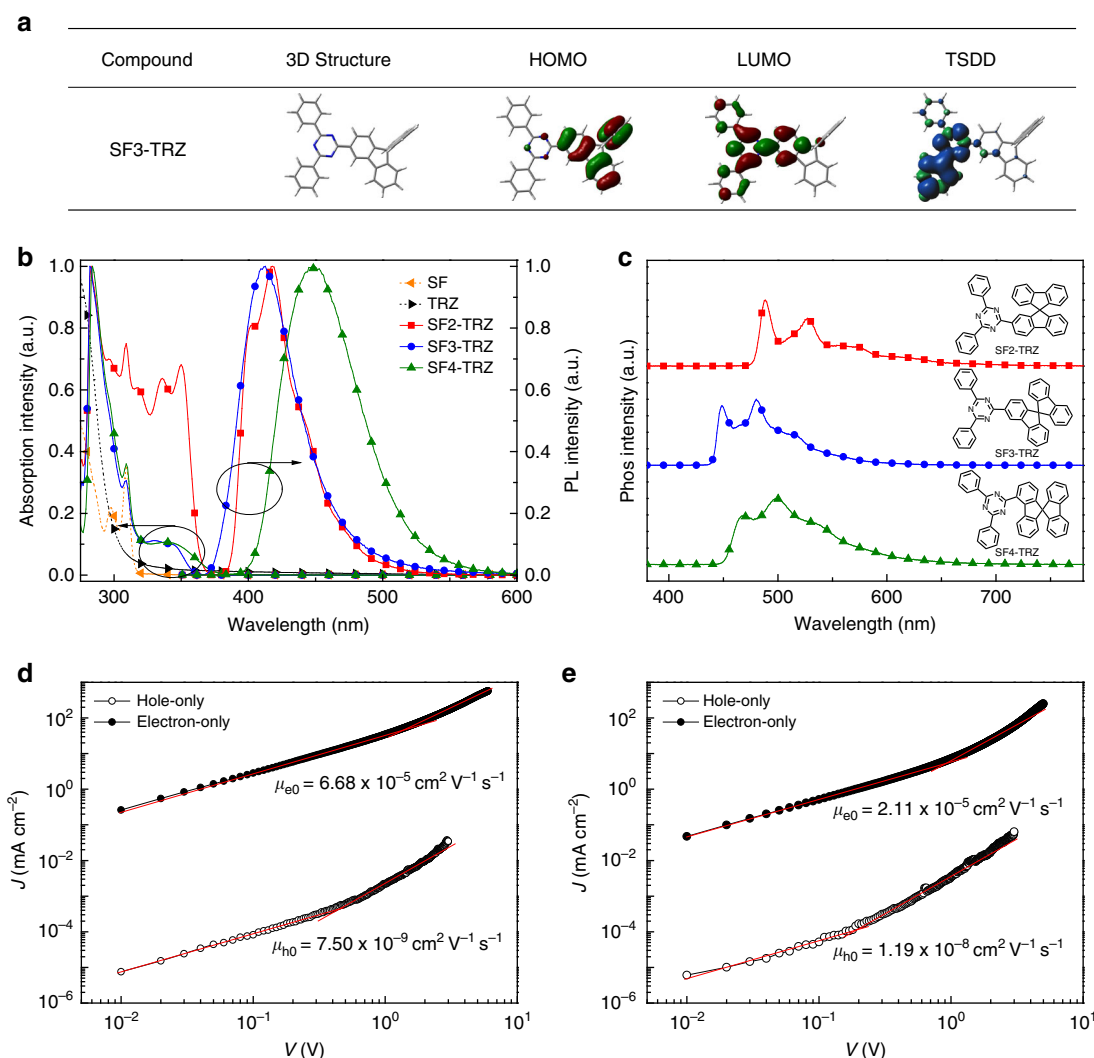 a
Compound 3D Structure HOMO LUMO TSDD
SF3-TRZ
b
1.0
0.8
0.6
0.4
0.2
0.0
Absorption intensity (a.u.)
1.0
0.8
0.6
0.4
0.2
0.0
PL intensity (a.u.)
SF
TRZ
SF2-TRZ
SF3-TRZ
SF4-TRZ
300 400 500 600
Wavelength (nm)
c
Phos intensity (a.u.)
N N
N
SF2-TRZ
N N
N
SF3-TRZ
N N
N
SF4-TRZ
400 500 600 700
Wavelength (nm)
d
Hole-only
Electron-only
10² 
10⁰
10⁻²
10⁻⁴
10⁻⁶
J (mA cm⁻²)
μe0 = 6.68 x 10⁻⁵ cm² V⁻¹ s⁻¹
μh0 = 7.50 x 10⁻⁹ cm² V⁻¹ s⁻¹
10⁻² 10⁻¹ 10⁰ 10¹
V (V)
e
Hole-only
Electron-only
10²
10⁰
10⁻²
10⁻⁴
10⁻⁶
J (mA cm⁻²)
μe0 = 2.11 x 10⁻⁵ cm² V⁻¹ s⁻¹
μh0 = 1.19 x 10⁻⁸ cm² V⁻¹ s⁻¹
10⁻² 10⁻¹ 10⁰ 10¹
V (V)